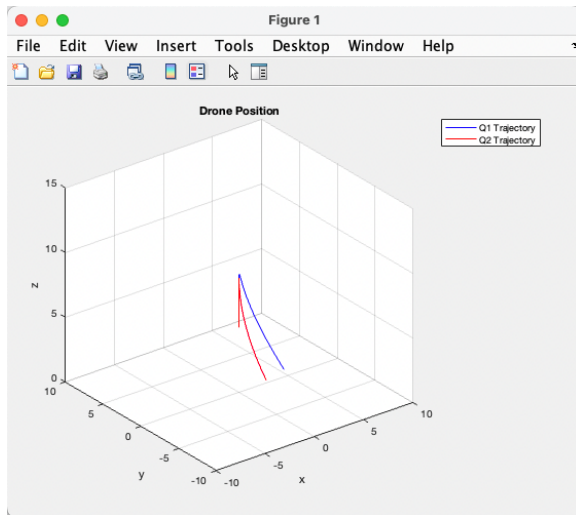 Figure 1
File Edit View Insert Tools Desktop Window Help
Drone Position
Q1 Trajectory
Q2 Trajectory
15
10
5
0
z
10
5
0
-5
-10
y
-10
-5
0
5
10
x